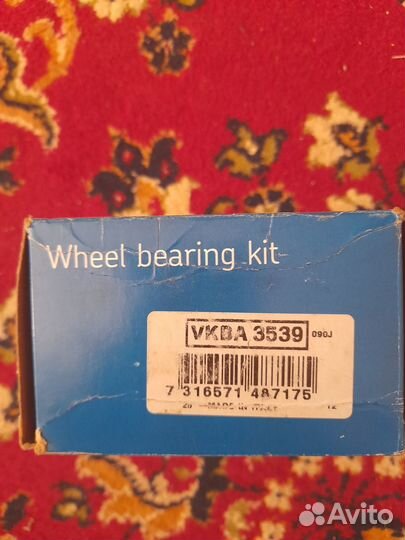 Wheel bearing kit
VKBA 3539 090J
7 316571 487175
MADE IN ITALY 12
Avito